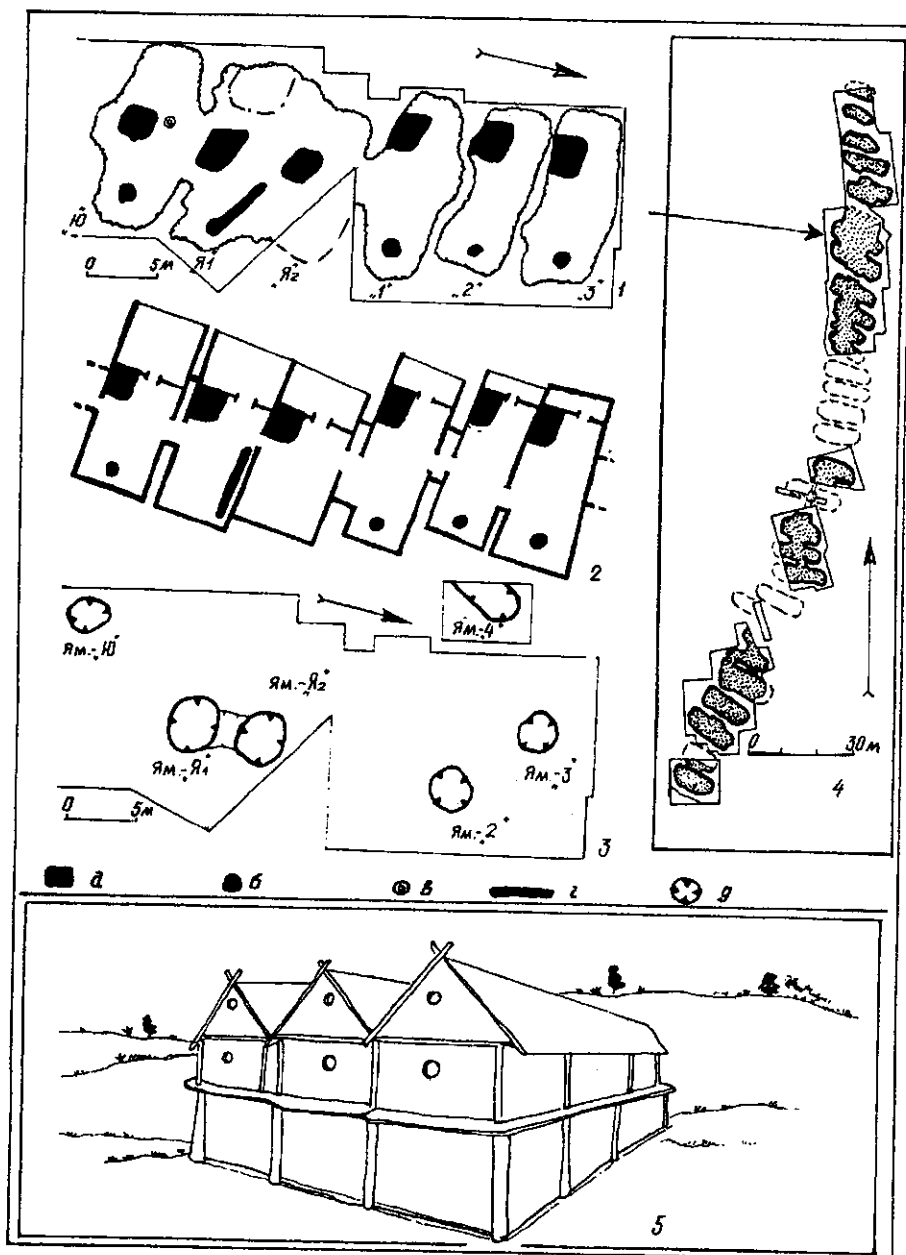 „Ю"
0 5м
„Я1"
„Я2"
„1"
„2"
„3"
1
2
Ям.-„Ю"
Ям.-„Я1"
Ям.-„Я2"
Ям.-„4"
Ям.-„3"
Ям.-„2"
0 5м
3
0 30м
4
а б в г д
5